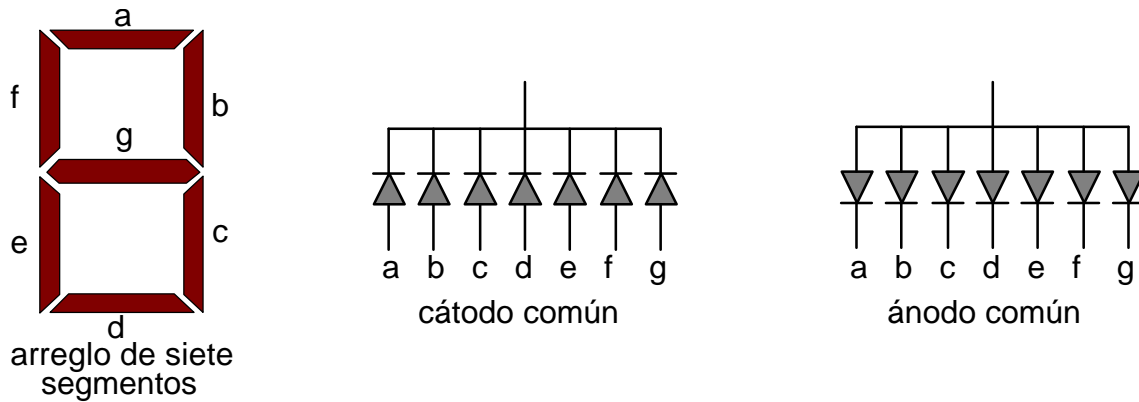 a
f
b
g
e
c
d
arreglo de siete
segmentos
a b c d e f g
cátodo común
a b c d e f g
ánodo común